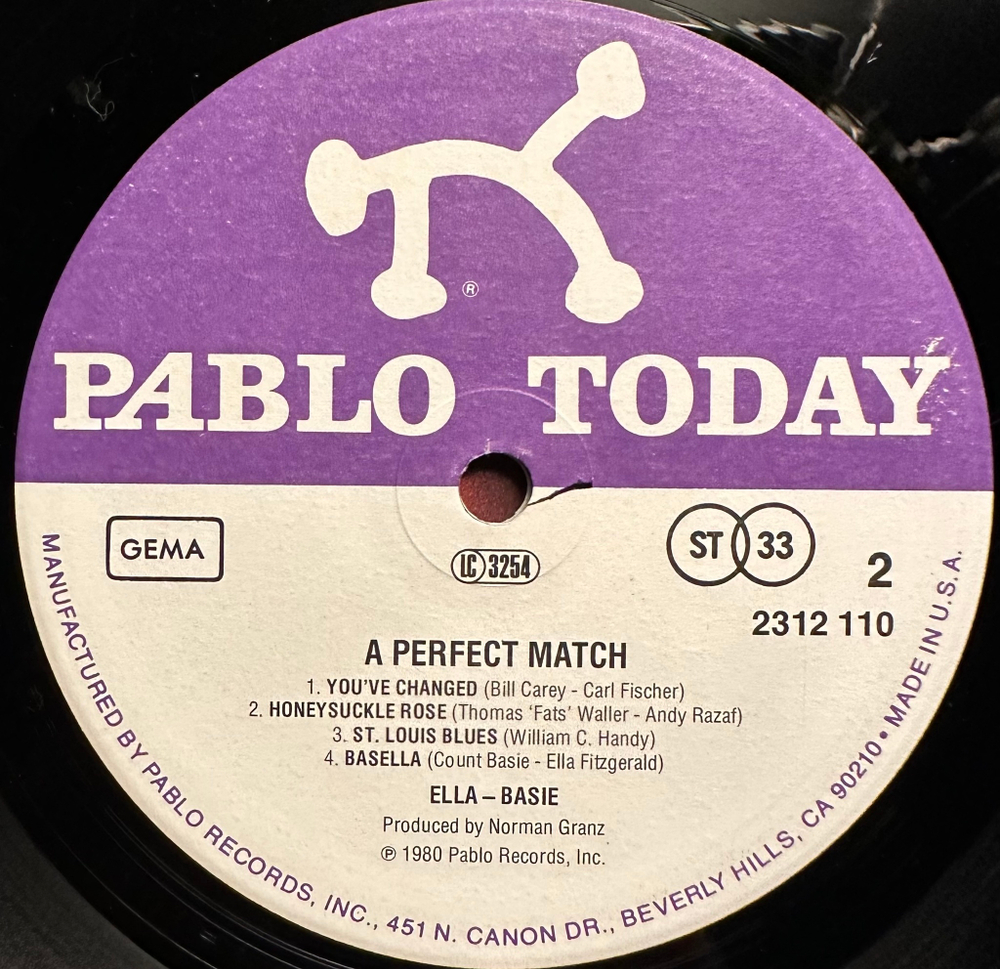 ®
PABLO TODAY
GEMA
LC 3254
ST 33
2
2312 110
A PERFECT MATCH
1. YOU'VE CHANGED (Bill Carey - Carl Fischer)
2. HONEYSUCKLE ROSE (Thomas 'Fats' Waller - Andy Razaf)
3. ST. LOUIS BLUES (William C. Handy)
4. BASELLA (Count Basie - Ella Fitzgerald)
ELLA – BASIE
Produced by Norman Granz
℗ 1980 Pablo Records, Inc.
MANUFACTURED BY PABLO RECORDS, INC., 451 N. CANON DR., BEVERLY HILLS, CA 90210 • MADE IN U.S.A.